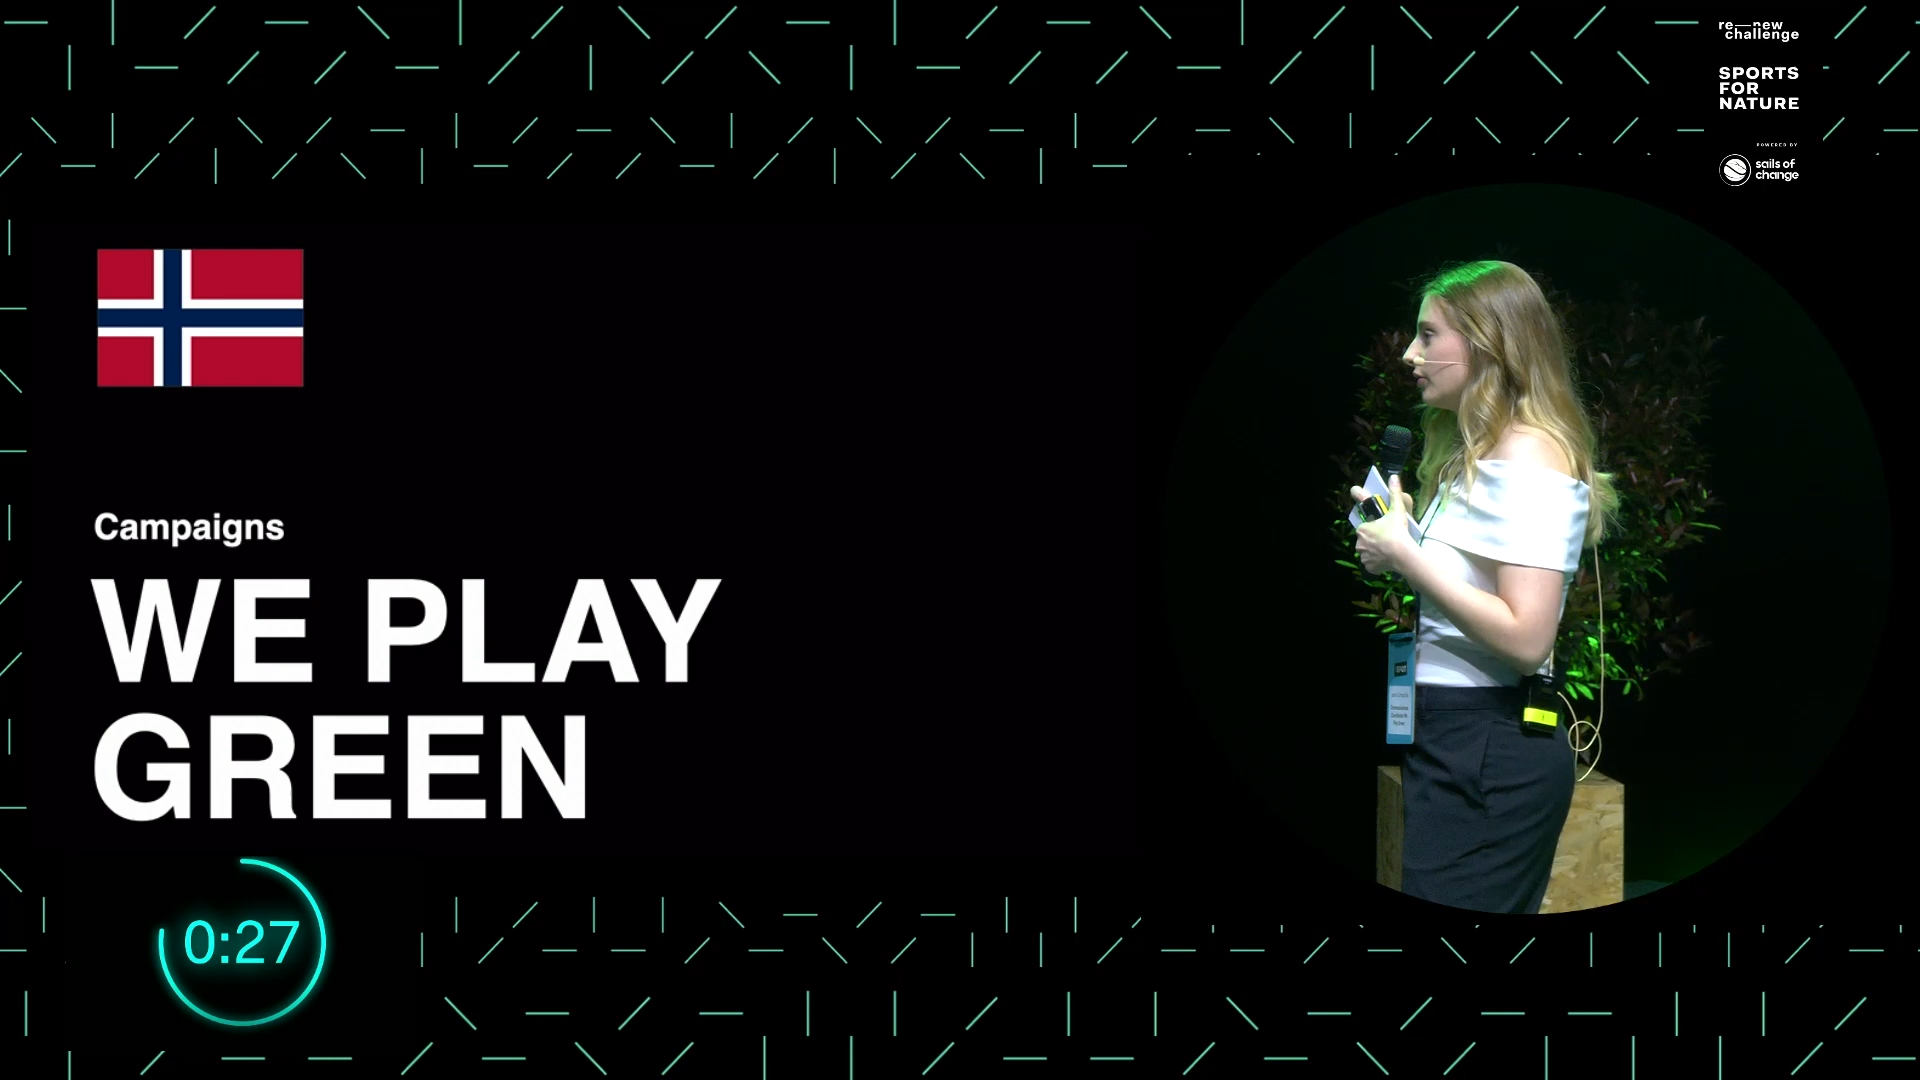 re—new
challenge
SPORTS
FOR
NATURE
POWERED BY
sails of
change
Campaigns
WE PLAY
GREEN
0:27